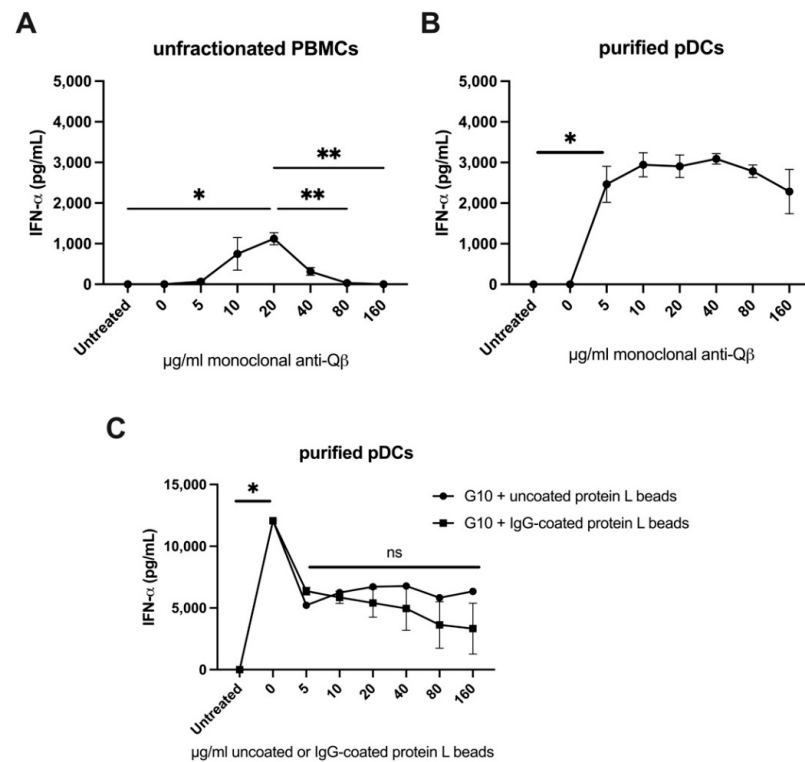 A
unfractionated PBMCs
5,000
4,000
3,000
2,000
1,000
0
IFN-α (pg/mL)
**
*
**
Untreated
0
5
10
20
40
80
160
μg/ml monoclonal anti-Qβ
B
purified pDCs
5,000
4,000
3,000
2,000
1,000
0
IFN-α (pg/mL)
*
Untreated
0
5
10
20
40
80
160
μg/ml monoclonal anti-Qβ
C
purified pDCs
15,000
10,000
5,000
0
IFN-α (pg/mL)
*
ns
G10 + uncoated protein L beads
G10 + IgG-coated protein L beads
Untreated
0
5
10
20
40
80
160
μg/ml uncoated or IgG-coated protein L beads